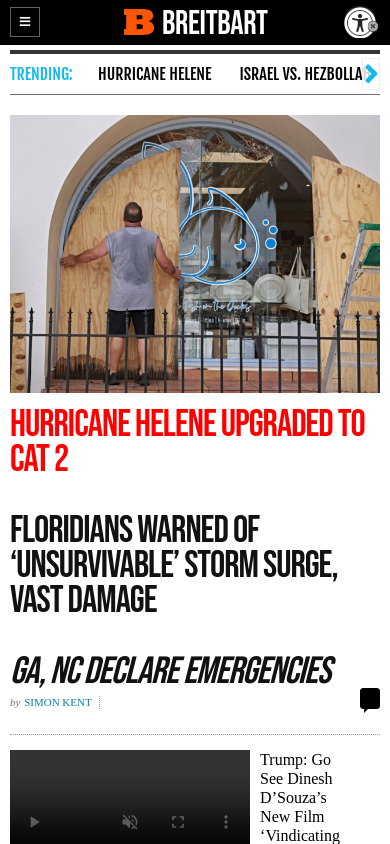 BREITBART
TRENDING:
HURRICANE HELENE
ISRAEL VS. HEZBOLLA
HURRICANE HELENE UPGRADED TO
CAT 2
FLORIDIANS WARNED OF
‘UNSURVIVABLE’ STORM SURGE,
VAST DAMAGE
GA, NC DECLARE EMERGENCIES
by SIMON KENT
Trump: Go
See Dinesh
D’Souza’s
New Film
‘Vindicating